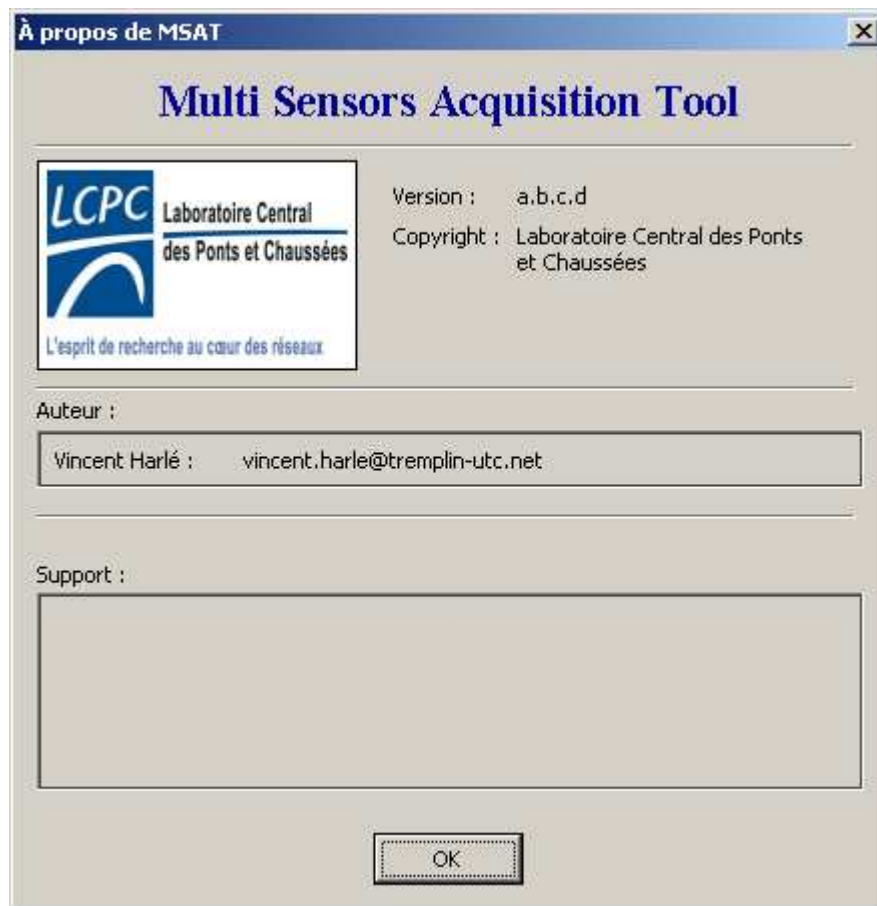 À propos de MSAT
Multi Sensors Acquisition Tool
LCPC
Laboratoire Central
des Ponts et Chaussées
L'esprit de recherche au cœur des réseaux
Version : a.b.c.d
Copyright : Laboratoire Central des Ponts
et Chaussées
Auteur :
Vincent Harlé : vincent.harle@tremplin-utc.net
Support :
OK